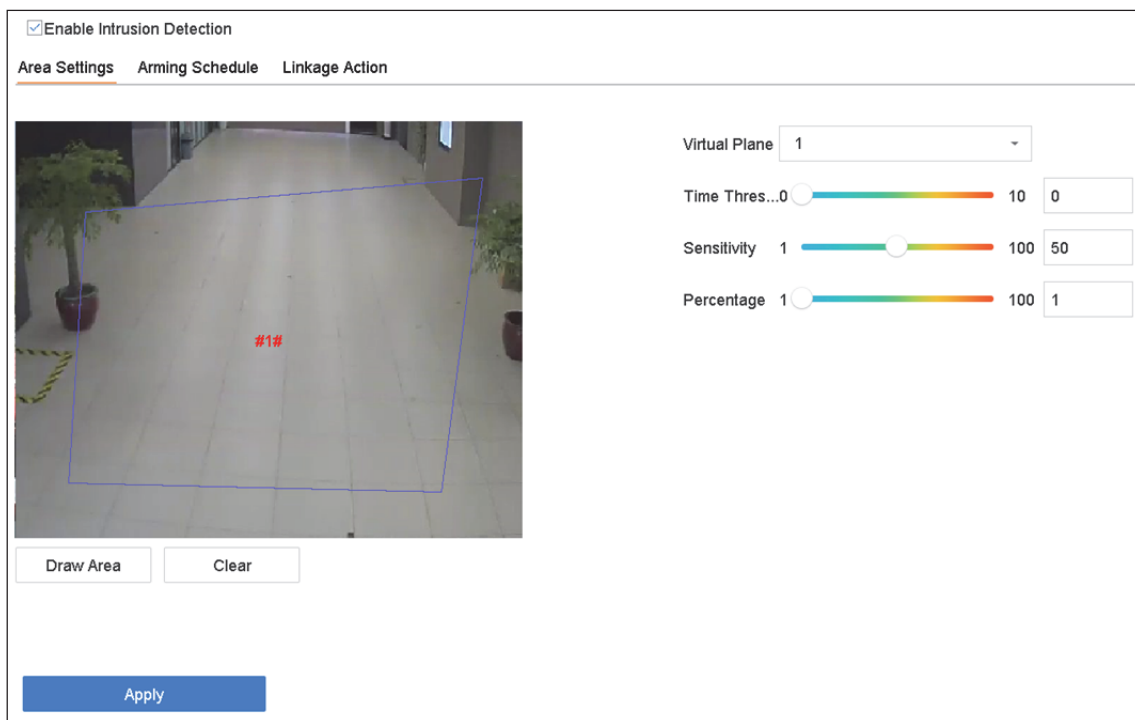 Enable Intrusion Detection
Area Settings Arming Schedule Linkage Action
Virtual Plane 1
Time Thres...0 10 0
Sensitivity 1 100 50
Percentage 1 100 1
#1#
Draw Area Clear
Apply